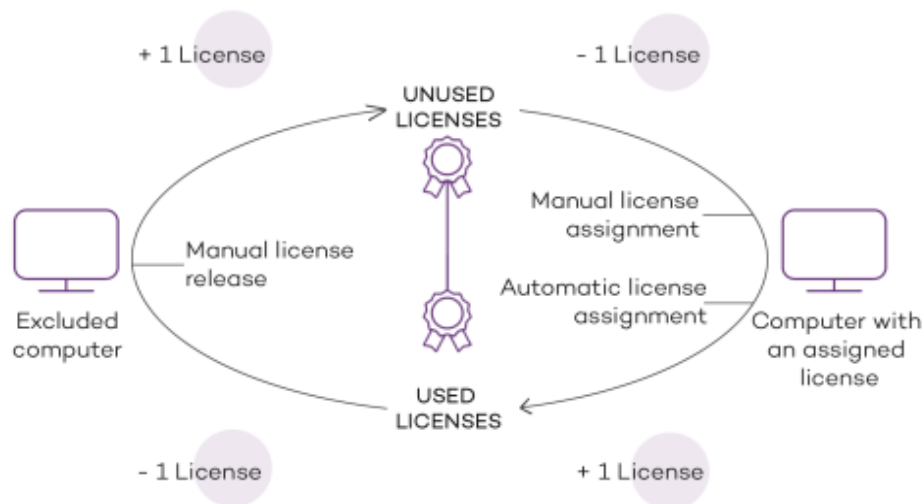 + 1 License
- 1 License
UNUSED
LICENSES
Manual license
assignment
Manual license
release
Automatic license
assignment
Excluded
computer
Computer with
an assigned
license
USED
LICENSES
- 1 License
+ 1 License